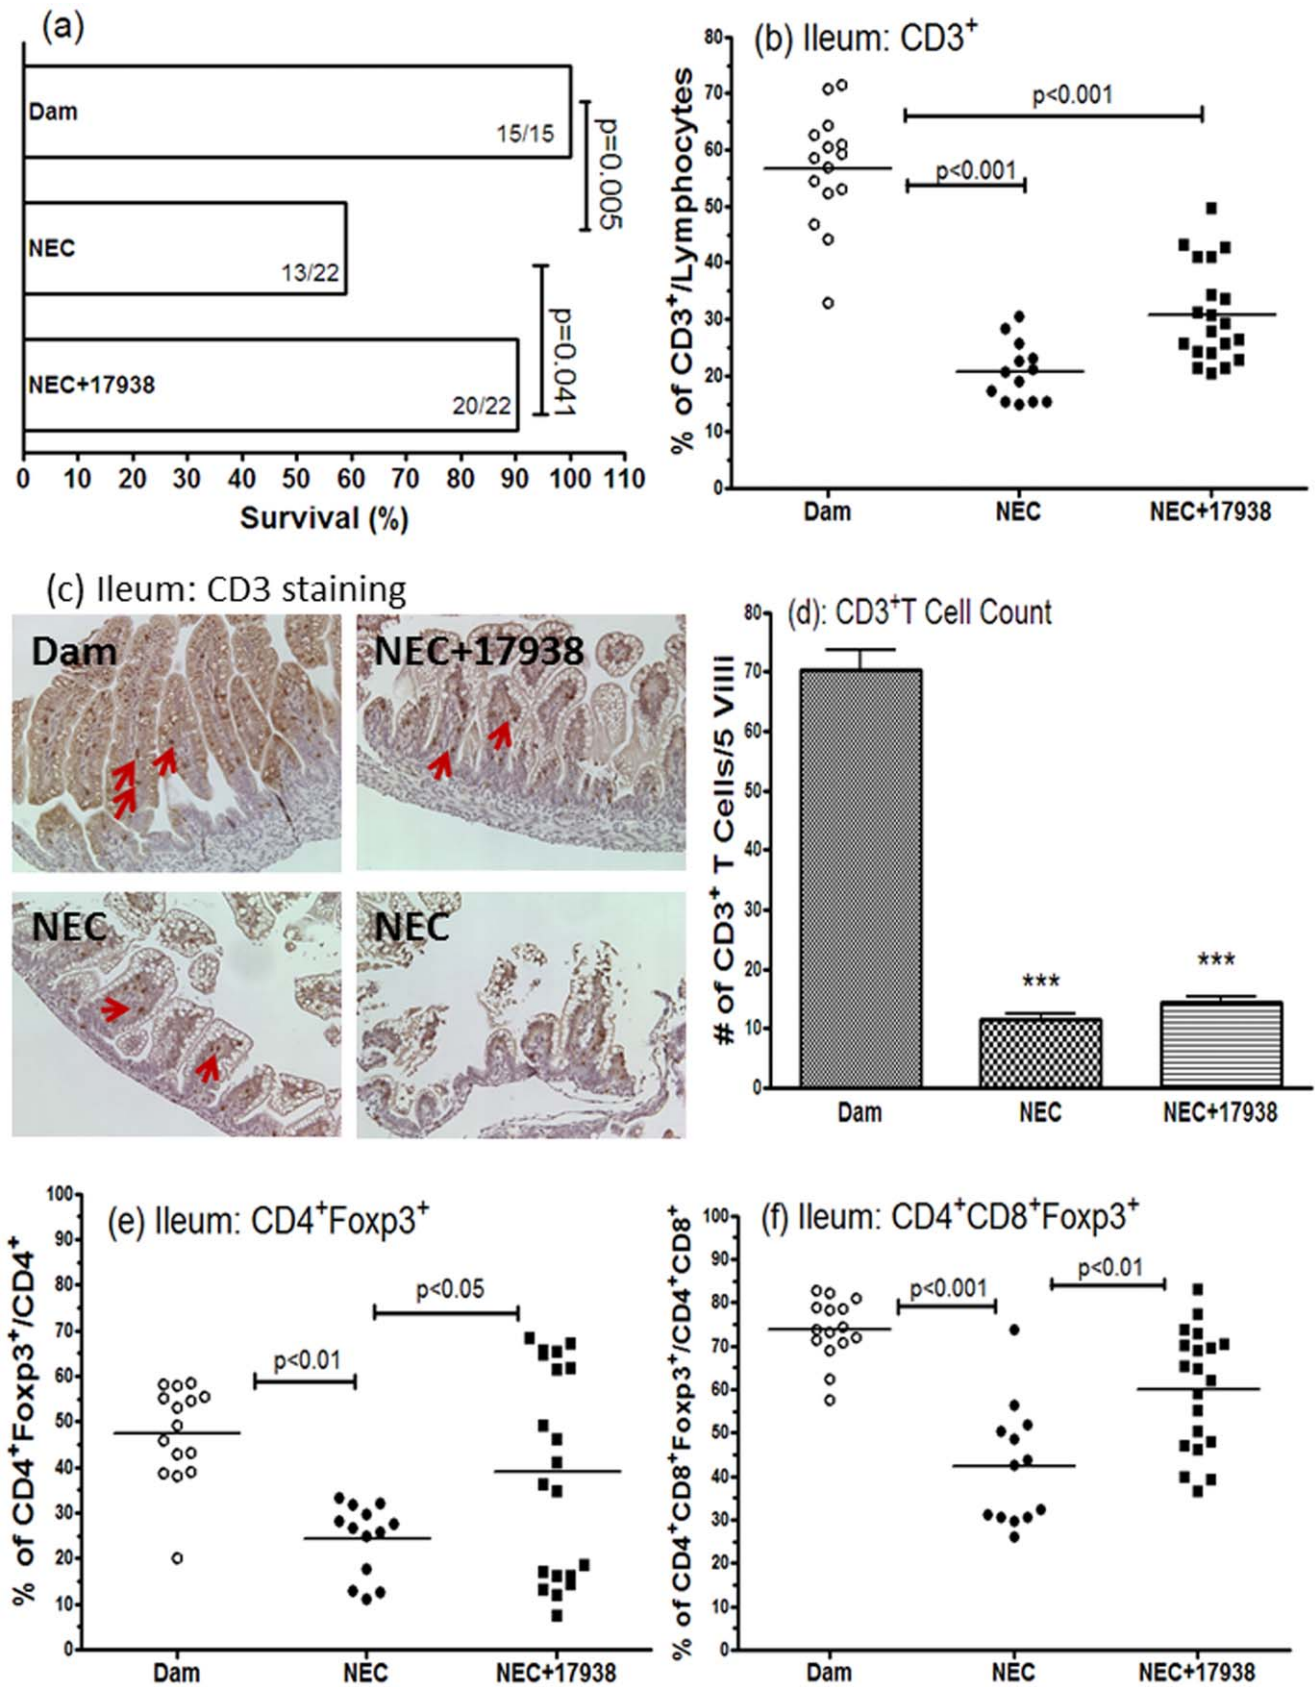 (a)
Dam
15/15
NEC
13/22
NEC+17938
20/22
p=0.005
p=0.041
0 10 20 30 40 50 60 70 80 90 100 110
Survival (%)
(b) Ileum: CD3+
% of CD3+/Lymphocytes
80
70
60
50
40
30
20
10
0
p<0.001
p<0.001
Dam NEC NEC+17938
(c) Ileum: CD3 staining
Dam
NEC+17938
NEC
NEC
(d): CD3+T Cell Count
# of CD3+ T Cells/5 Villi
80
70
60
50
40
30
20
10
0
***
***
Dam NEC NEC+17938
(e) Ileum: CD4+Foxp3+
% of CD4+Foxp3+/CD4+
100
90
80
70
60
50
40
30
20
10
0
p<0.05
p<0.01
Dam NEC NEC+17938
(f) Ileum: CD4+CD8+Foxp3+
% of CD4+CD8+Foxp3+/CD4+CD8+
100
90
80
70
60
50
40
30
20
10
0
p<0.01
p<0.001
Dam NEC NEC+17938